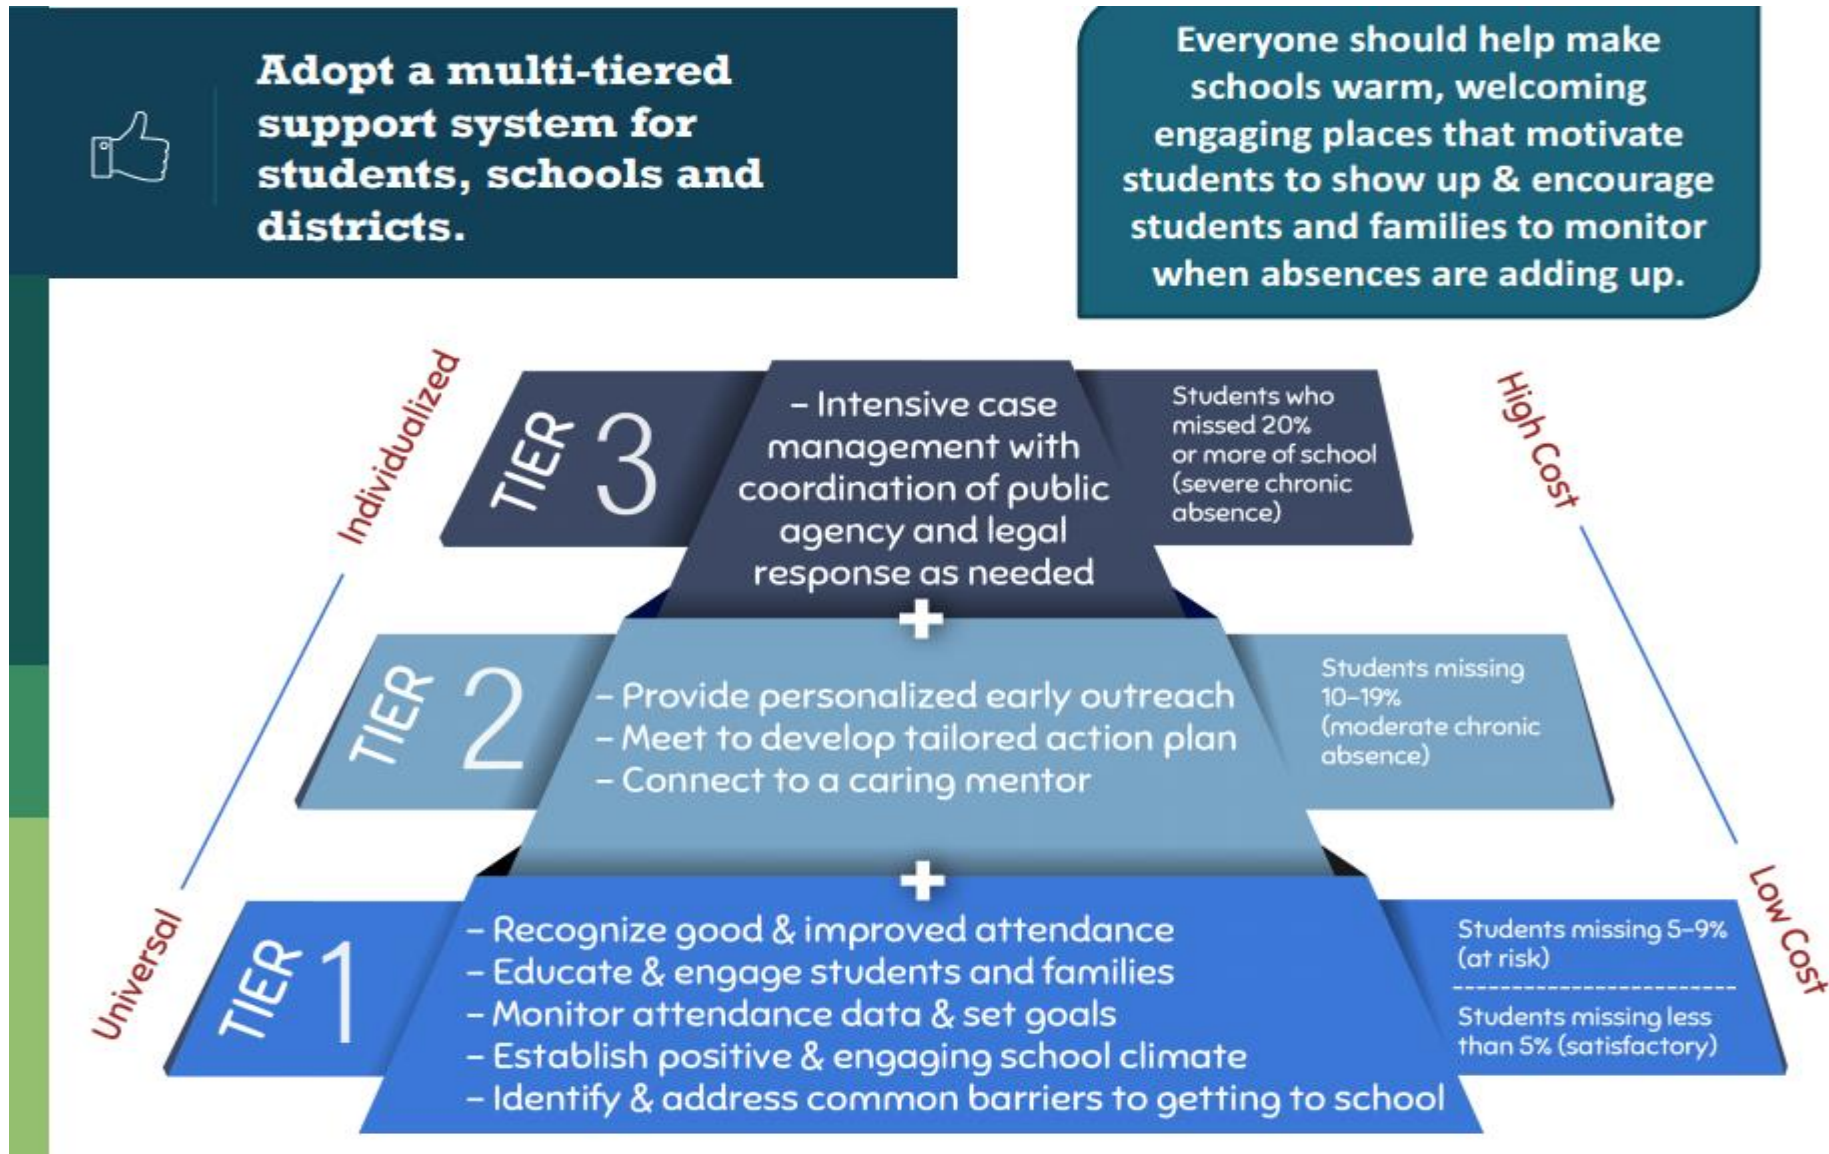 Adopt a multi-tiered
support system for
students, schools and
districts.
Everyone should help make
schools warm, welcoming
engaging places that motivate
students to show up & encourage
students and families to monitor
when absences are adding up.
Individualized
Universal
High Cost
Low Cost
TIER 3
– Intensive case
management with
coordination of public
agency and legal
response as needed
Students who
missed 20%
or more of school
(severe chronic
absence)
+
TIER 2
– Provide personalized early outreach
– Meet to develop tailored action plan
– Connect to a caring mentor
Students missing
10–19%
(moderate chronic
absence)
+
TIER 1
– Recognize good & improved attendance
– Educate & engage students and families
– Monitor attendance data & set goals
– Establish positive & engaging school climate
– Identify & address common barriers to getting to school
Students missing 5–9%
(at risk)
Students missing less
than 5% (satisfactory)